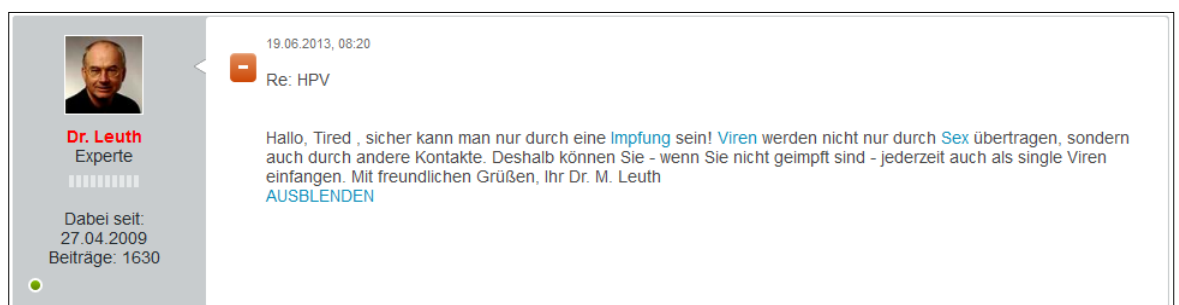 19.06.2013, 08:20
Re: HPV
Dr. Leuth
Experte
Dabei seit:
27.04.2009
Beiträge: 1630
Hallo, Tired , sicher kann man nur durch eine Impfung sein! Viren werden nicht nur durch Sex übertragen, sondern
auch durch andere Kontakte. Deshalb können Sie - wenn Sie nicht geimpft sind - jederzeit auch als single Viren
einfangen. Mit freundlichen Grüßen, Ihr Dr. M. Leuth
AUSBLENDEN